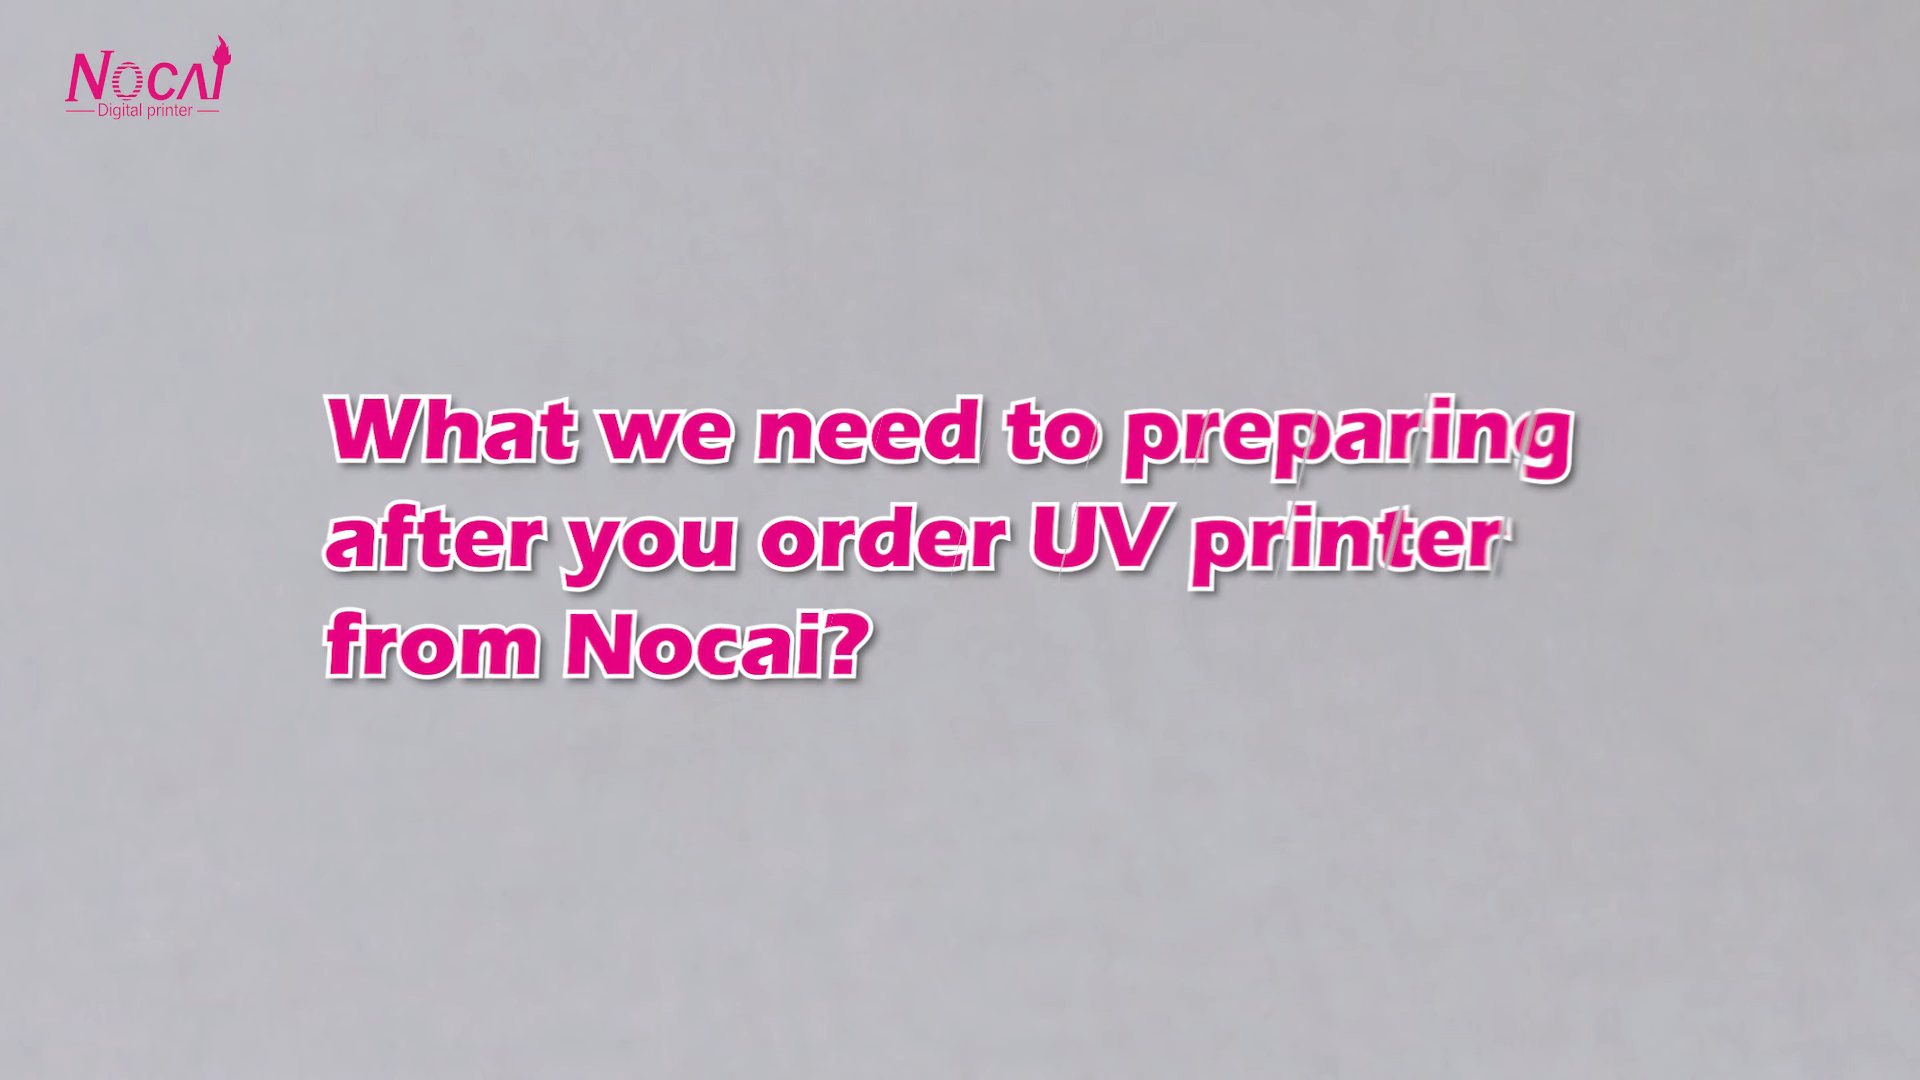 Nocai
Digital printer
What we need to preparing
after you order UV printer
from Nocai?